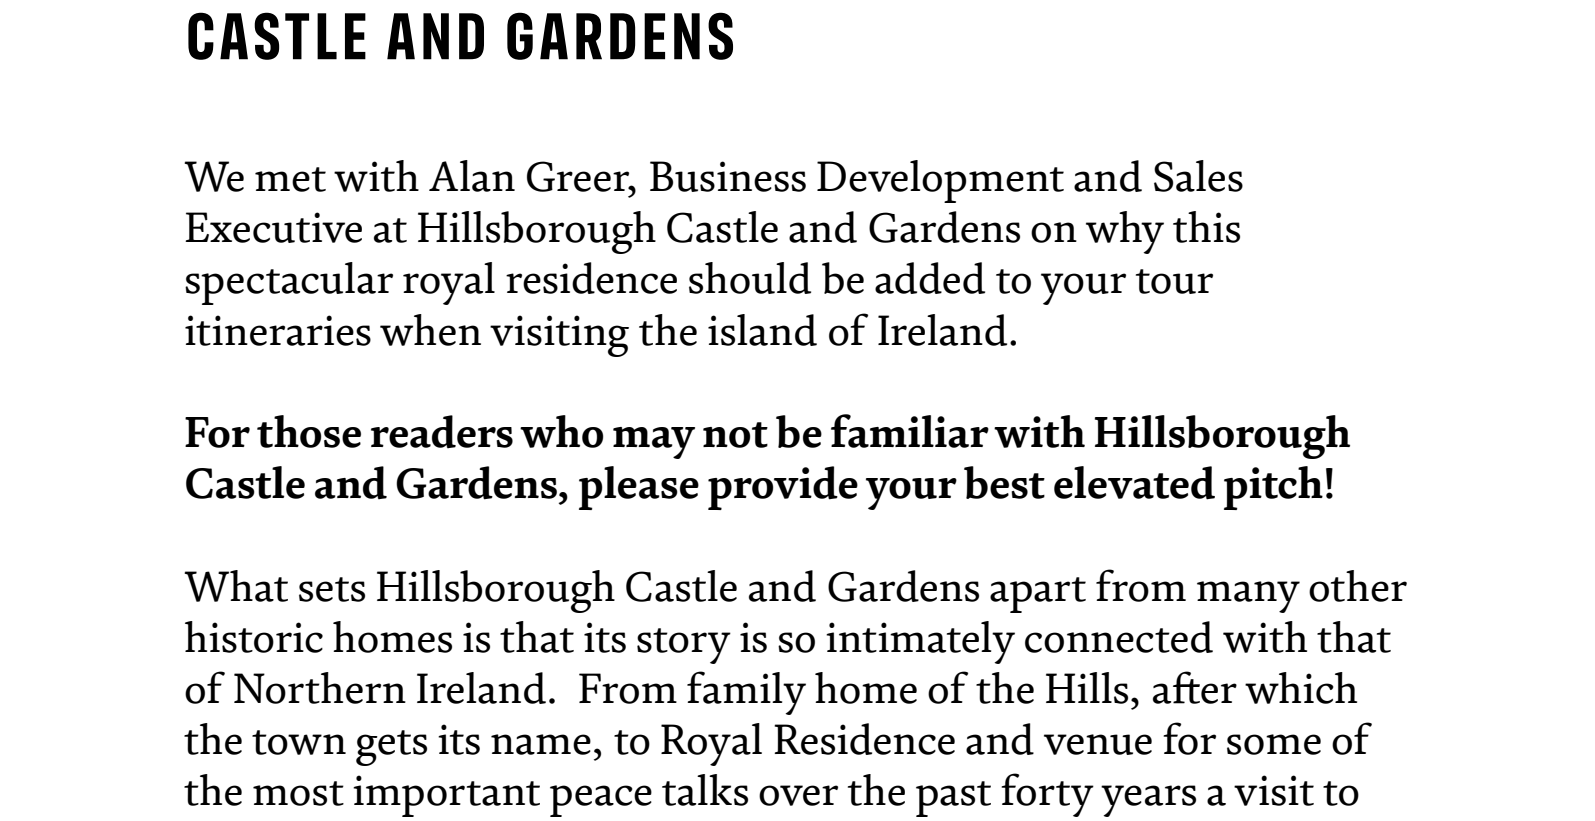 CASTLE AND GARDENS
We met with Alan Greer, Business Development and Sales
Executive at Hillsborough Castle and Gardens on why this
spectacular royal residence should be added to your tour
itineraries when visiting the island of Ireland.
For those readers who may not be familiar with Hillsborough
Castle and Gardens, please provide your best elevated pitch!
What sets Hillsborough Castle and Gardens apart from many other
historic homes is that its story is so intimately connected with that
of Northern Ireland.  From family home of the Hills, after which
the town gets its name, to Royal Residence and venue for some of
the most important peace talks over the past forty years a visit to